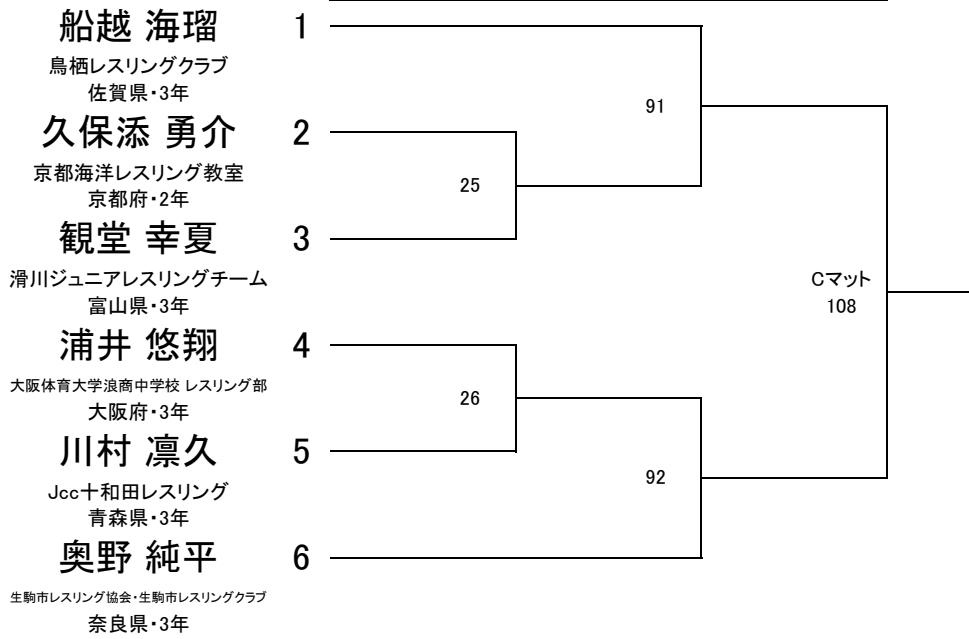 船越 海瑠 1
鳥栖レスリングクラブ
佐賀県・3年
91
久保添 勇介 2
京都海洋レスリング教室
京都府・2年
25
観堂 幸夏 3
滑川ジュニアレスリングチーム
富山県・3年
Cマット
108
浦井 悠翔 4
大阪体育大学浪商中学校 レスリング部
大阪府・3年
26
川村 凛久 5
Jcc十和田レスリング
青森県・3年
92
奥野 純平 6
生駒市レスリング協会・生駒市レスリングクラブ
奈良県・3年